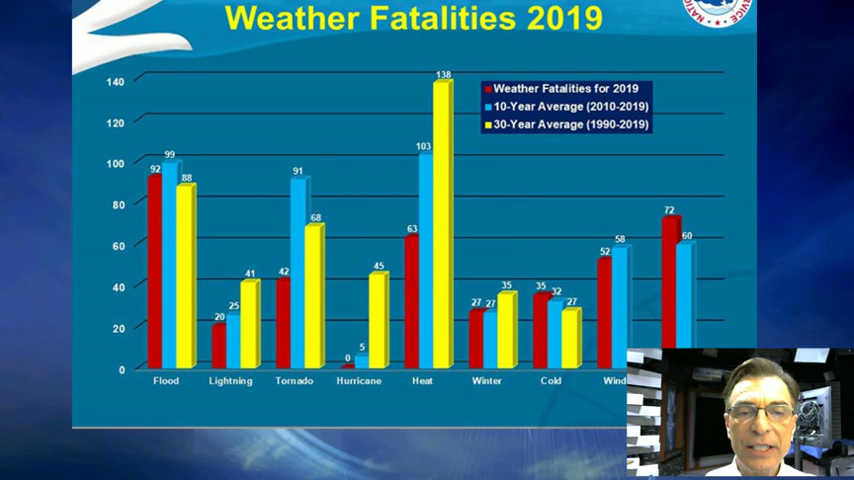 Weather Fatalities 2019
NATIO
RVICE
Weather Fatalities for 2019
10-Year Average (2010-2019)
30-Year Average (1990-2019)
140
120
100
80
60
40
20
0
92 99 88
20 25 41
42 91 68
0 5 45
63 103 138
27 27 35
35 32 27
52 58
72 60
Flood Lightning Tornado Hurricane Heat Winter Cold Wind